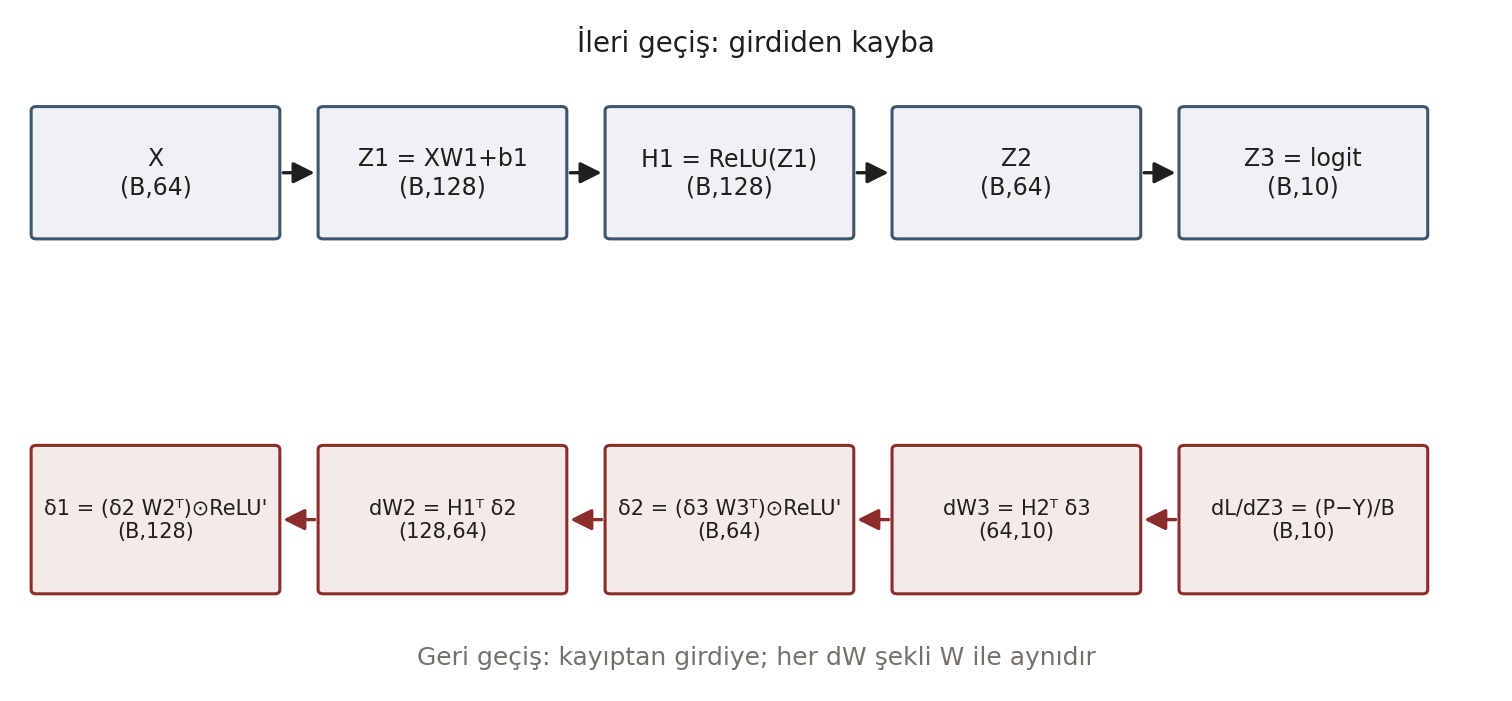 İleri geçiş: girdiden kayba
X
(B,64)
Z1 = XW1+b1
(B,128)
H1 = ReLU(Z1)
(B,128)
Z2
(B,64)
Z3 = logit
(B,10)
δ1 = (δ2 W2ᵀ)⊙ReLU'
(B,128)
dW2 = H1ᵀ δ2
(128,64)
δ2 = (δ3 W3ᵀ)⊙ReLU'
(B,64)
dW3 = H2ᵀ δ3
(64,10)
dL/dZ3 = (P−Y)/B
(B,10)
Geri geçiş: kayıptan girdiye; her dW şekli W ile aynıdır